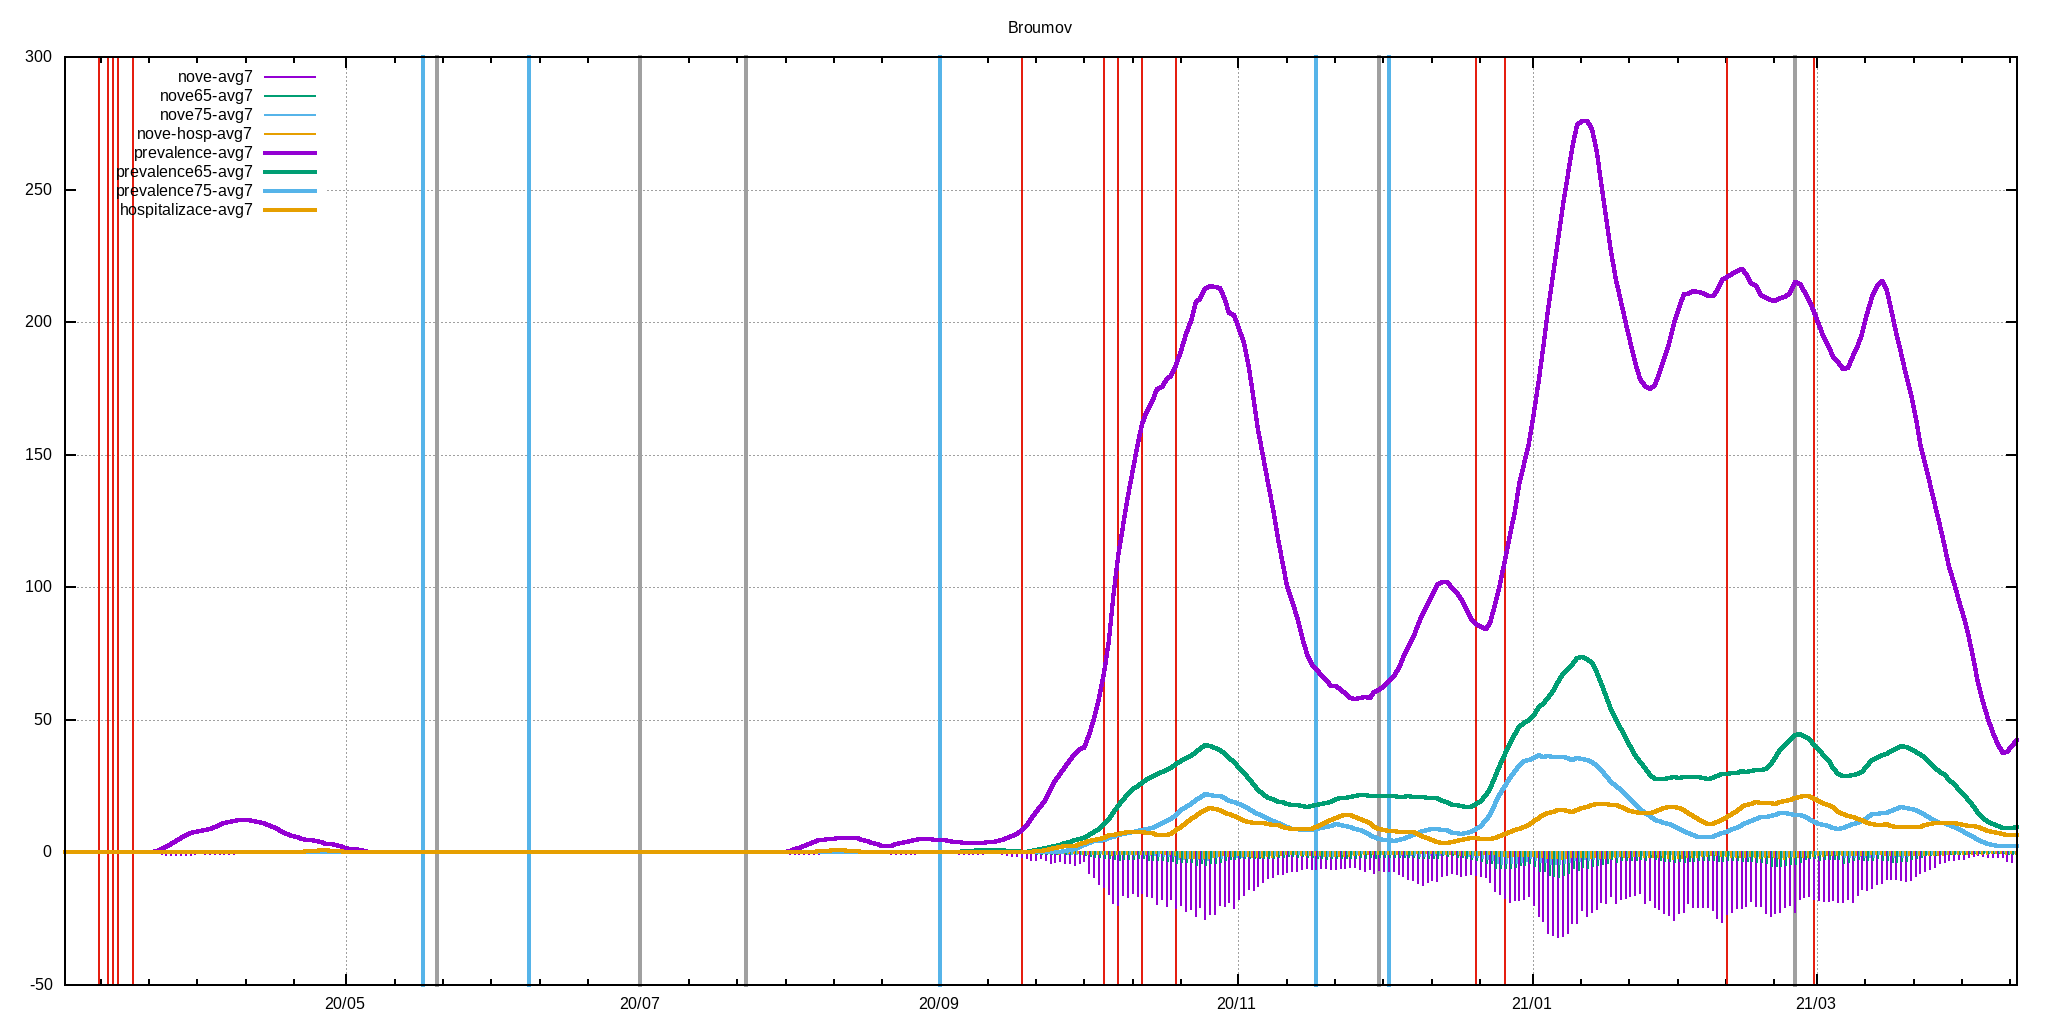 Broumov
300
250
200
150
100
50
0
-50
nove-avg7
nove65-avg7
nove75-avg7
nove-hosp-avg7
prevalence-avg7
prevalence65-avg7
prevalence75-avg7
hospitalizace-avg7
20/05 20/07 20/09 20/11 21/01 21/03